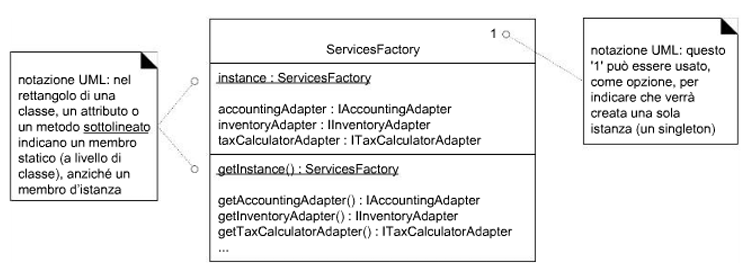 notazione UML: nel
rettangolo di una
classe, un attributo o
un metodo sottolineato
indicano un membro
statico (a livello di
classe), anziché un
membro d'istanza
1
ServicesFactory
instance : ServicesFactory
accountingAdapter : IAccountingAdapter
inventoryAdapter : IInventoryAdapter
taxCalculatorAdapter : ITaxCalculatorAdapter
getInstance() : ServicesFactory
getAccountingAdapter() : IAccountingAdapter
getInventoryAdapter() : IInventoryAdapter
getTaxCalculatorAdapter() : ITaxCalculatorAdapter
...
notazione UML: questo
'1' può essere usato,
come opzione, per
indicare che verrà
creata una sola
istanza (un singleton)